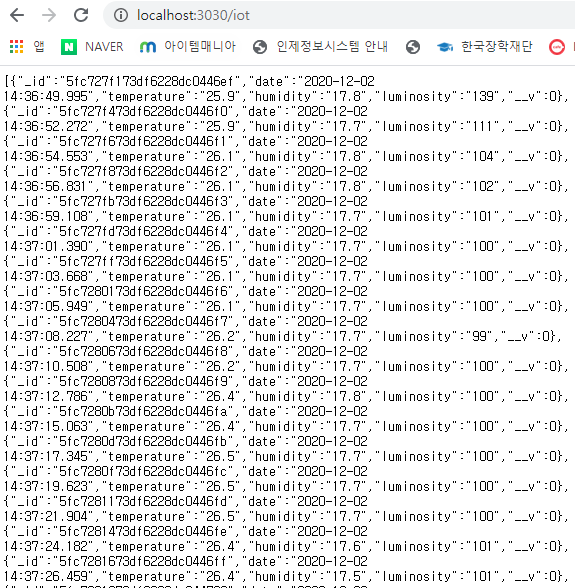 localhost:3030/iot
앱 NAVER 아이템매니아 인제정보시스템 안내 한국장학재단
[{"_id":"5fc727f173df6228dc0446ef","date":"2020-12-02
14:36:49.995","temperature":"25.9","humidity":"17.8","luminosity":"139","__v":0},
{"_id":"5fc727f473df6228dc0446f0","date":"2020-12-02
14:36:52.272","temperature":"25.9","humidity":"17.7","luminosity":"111","__v":0},
{"_id":"5fc727f673df6228dc0446f1","date":"2020-12-02
14:36:54.553","temperature":"26.1","humidity":"17.8","luminosity":"104","__v":0},
{"_id":"5fc727f873df6228dc0446f2","date":"2020-12-02
14:36:56.831","temperature":"26.1","humidity":"17.8","luminosity":"102","__v":0},
{"_id":"5fc727fb73df6228dc0446f3","date":"2020-12-02
14:36:59.108","temperature":"26.1","humidity":"17.7","luminosity":"101","__v":0},
{"_id":"5fc727fd73df6228dc0446f4","date":"2020-12-02
14:37:01.390","temperature":"26.1","humidity":"17.7","luminosity":"100","__v":0},
{"_id":"5fc727ff73df6228dc0446f5","date":"2020-12-02
14:37:03.668","temperature":"26.1","humidity":"17.7","luminosity":"100","__v":0},
{"_id":"5fc7280173df6228dc0446f6","date":"2020-12-02
14:37:05.949","temperature":"26.1","humidity":"17.7","luminosity":"100","__v":0},
{"_id":"5fc7280473df6228dc0446f7","date":"2020-12-02
14:37:08.227","temperature":"26.2","humidity":"17.7","luminosity":"99","__v":0},
{"_id":"5fc7280673df6228dc0446f8","date":"2020-12-02
14:37:10.508","temperature":"26.2","humidity":"17.7","luminosity":"100","__v":0},
{"_id":"5fc7280873df6228dc0446f9","date":"2020-12-02
14:37:12.786","temperature":"26.4","humidity":"17.8","luminosity":"100","__v":0},
{"_id":"5fc7280b73df6228dc0446fa","date":"2020-12-02
14:37:15.063","temperature":"26.4","humidity":"17.7","luminosity":"100","__v":0},
{"_id":"5fc7280d73df6228dc0446fb","date":"2020-12-02
14:37:17.345","temperature":"26.5","humidity":"17.7","luminosity":"100","__v":0},
{"_id":"5fc7280f73df6228dc0446fc","date":"2020-12-02
14:37:19.623","temperature":"26.5","humidity":"17.7","luminosity":"100","__v":0},
{"_id":"5fc7281173df6228dc0446fd","date":"2020-12-02
14:37:21.904","temperature":"26.5","humidity":"17.7","luminosity":"100","__v":0},
{"_id":"5fc7281473df6228dc0446fe","date":"2020-12-02
14:37:24.182","temperature":"26.4","humidity":"17.6","luminosity":"101","__v":0},
{"_id":"5fc7281673df6228dc0446ff","date":"2020-12-02
14:37:26.459","temperature":"26.4","humidity":"17.5","luminosity":"101","__v":0},